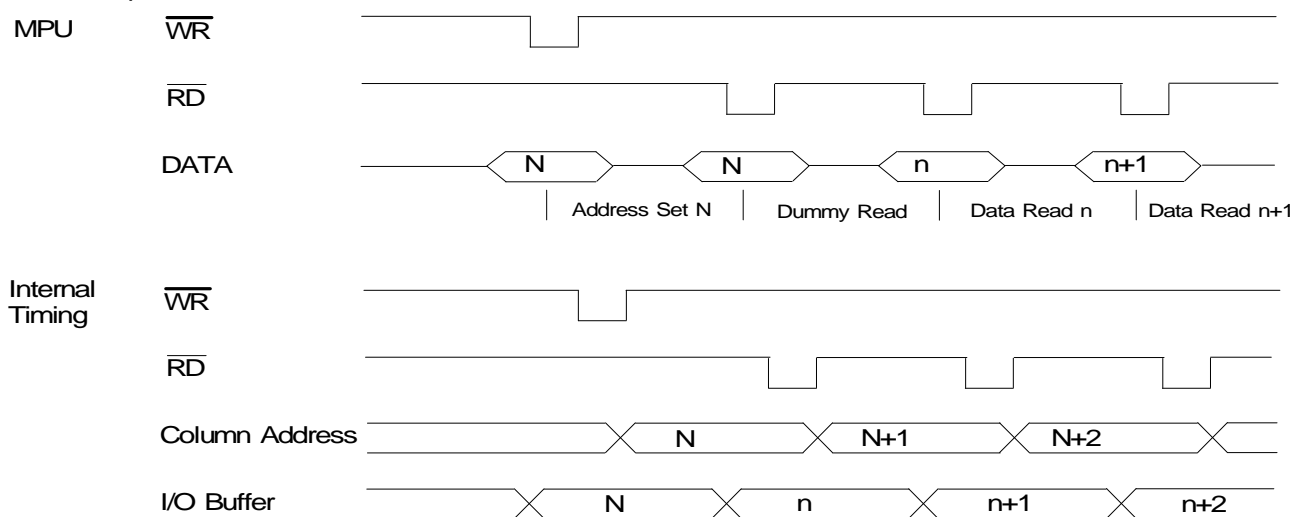 MPU WR
RD
DATA N N n n+1
Address Set N Dummy Read Data Read n Data Read n+1
Internal
Timing
WR
RD
Column Address N N+1 N+2
I/O Buffer N n n+1 n+2